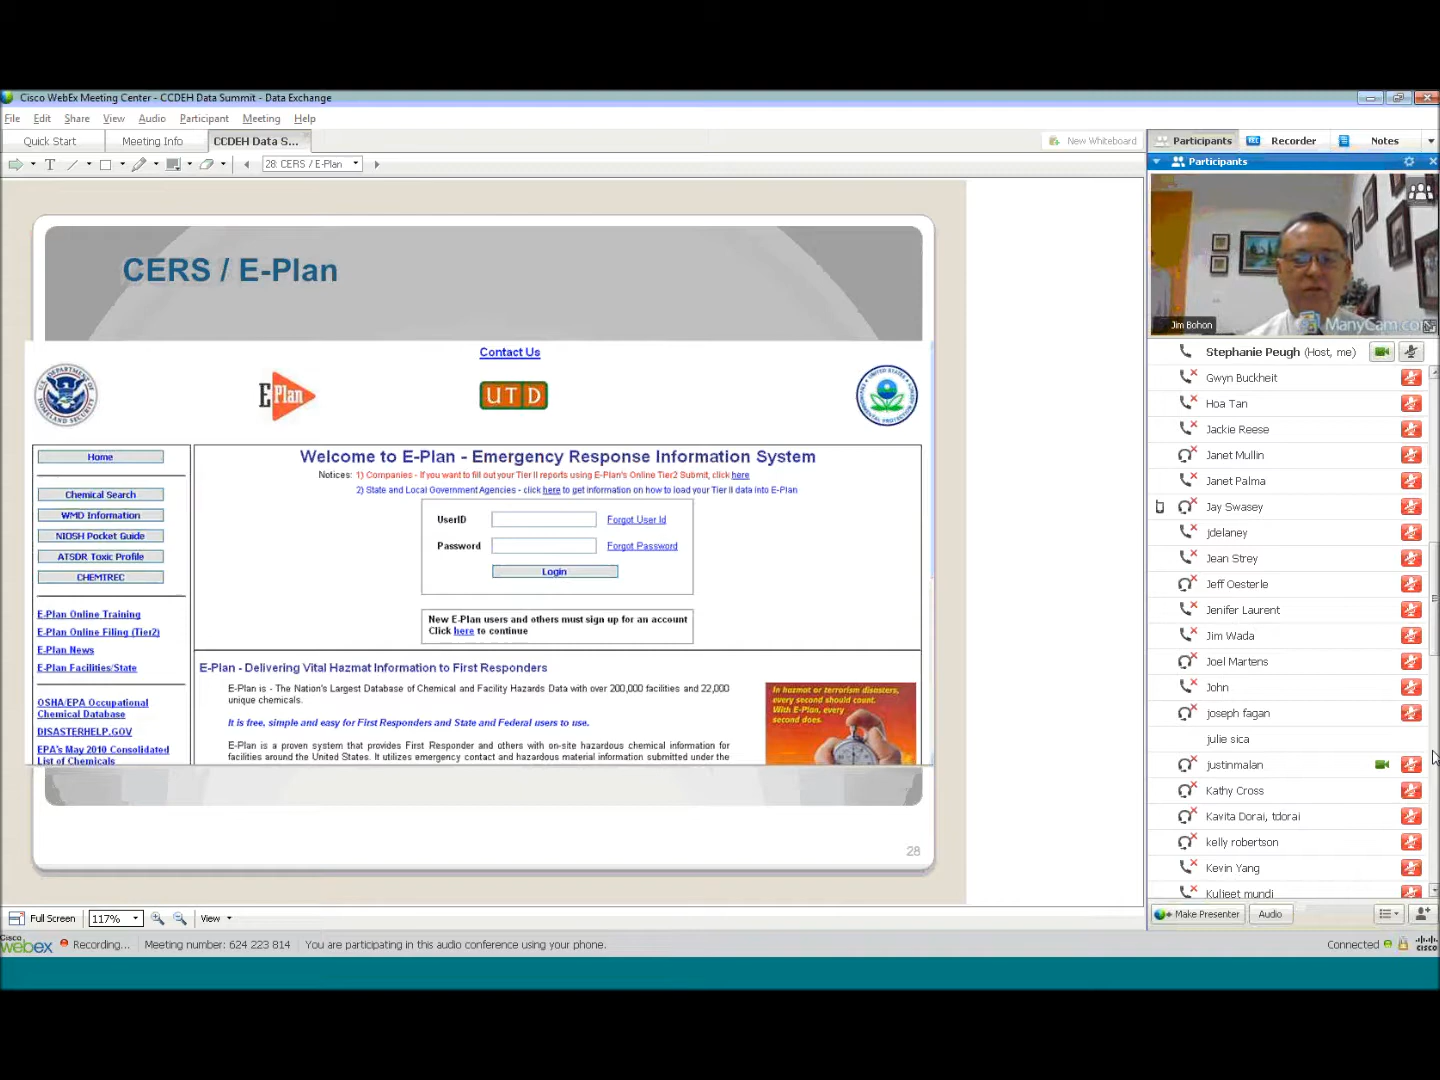 Cisco WebEx Meeting Center - CCDEH Data Summit - Data Exchange
File Edit Share View Audio Participant Meeting Help
Quick Start Meeting Info CCDEH Data S... New Whiteboard
Participants Recorder Notes
T 28: CERS / E-Plan
Participants
Jim Bohon
ManyCam.co
CERS / E-Plan
Contact Us
E Plan
UTD
Home
Chemical Search
WMD Information
NIOSH Pocket Guide
ATSDR Toxic Profile
CHEMTREC
E-Plan Online Training
E-Plan Online Filing (Tier2)
E-Plan News
E-Plan Facilities/State
OSHA/EPA Occupational
Chemical Database
DISASTERHELP.GOV
EPA's May 2010 Consolidated
List of Chemicals
Welcome to E-Plan - Emergency Response Information System
Notices: 1) Companies - If you want to fill out your Tier II reports using E-Plan's Online Tier2 Submit, click here
2) State and Local Government Agencies - click here to get information on how to load your Tier II data into E-Plan
UserID Forgot User Id
Password Forgot Password
Login
New E-Plan users and others must sign up for an account
Click here to continue
E-Plan - Delivering Vital Hazmat Information to First Responders
E-Plan is - The Nation's Largest Database of Chemical and Facility Hazards Data with over 200,000 facilities and 22,000
unique chemicals.
It is free, simple and easy for First Responders and State and Federal users to use.
E-Plan is a proven system that provides First Responder and others with on-site hazardous chemical information for
facilities around the United States. It utilizes emergency contact and hazardous material information submitted under the
In hazmat or terrorism disasters,
every second should count.
With E-Plan, every
second does.
28
Stephanie Peugh (Host, me)
Gwyn Buckheit
Hoa Tan
Jackie Reese
Janet Mullin
Janet Palma
Jay Swasey
jdelaney
Jean Strey
Jeff Oesterle
Jenifer Laurent
Jim Wada
Joel Martens
John
joseph fagan
julie sica
justinmalan
Kathy Cross
Kavita Dorai, tdorai
kelly robertson
Kevin Yang
Kuljeet mundi
Make Presenter Audio
Full Screen 117% View
Cisco webex Recording... Meeting number: 624 223 814 You are participating in this audio conference using your phone. Connected cisco